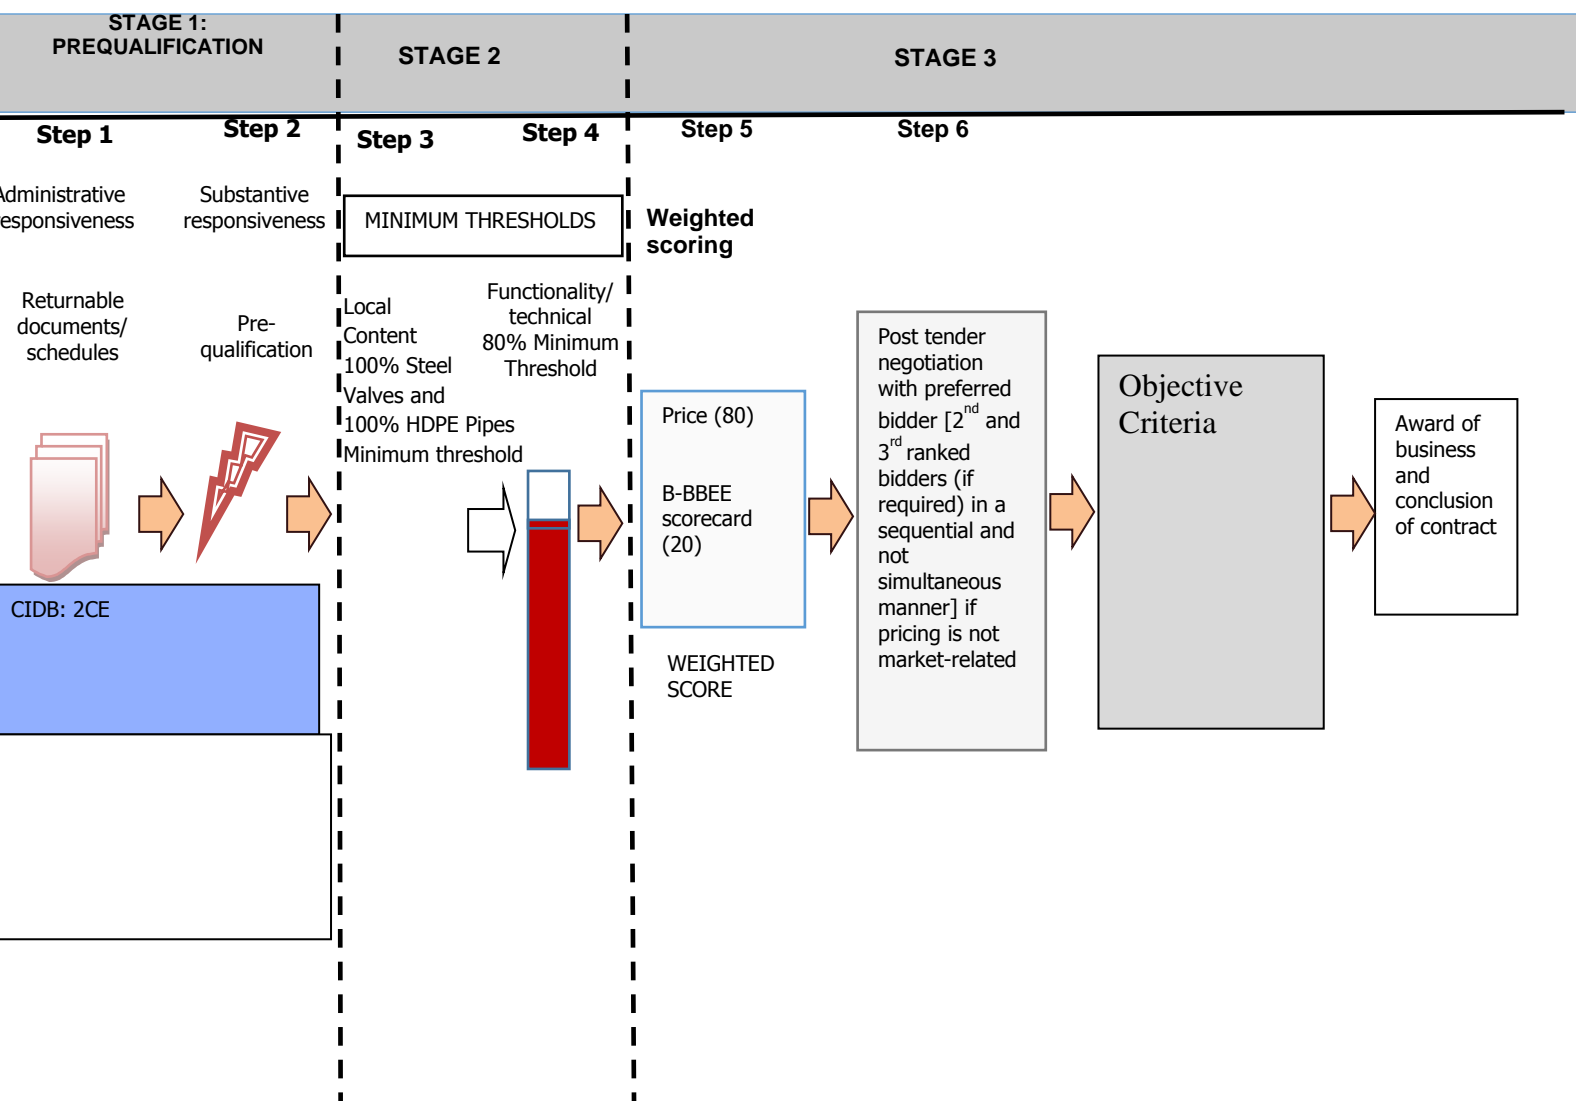 STAGE 1:
PREQUALIFICATION
STAGE 2
STAGE 3
Step 1
Step 2
Step 3
Step 4
Step 5
Step 6
Administrative
responsiveness
Substantive
responsiveness
MINIMUM THRESHOLDS
Weighted
scoring
Returnable
documents/
schedules
Pre-
qualification
Local
Content
100% Steel
Valves and
100% HDPE Pipes
Minimum threshold
Functionality/
technical
80% Minimum
Threshold
Price (80)
B-BBEE
scorecard
(20)
WEIGHTED
SCORE
Post tender
negotiation
with preferred
bidder [2nd and
3rd ranked
bidders (if
required) in a
sequential and
not
simultaneous
manner] if
pricing is not
market-related
Objective
Criteria
Award of
business
and
conclusion
of contract
CIDB: 2CE